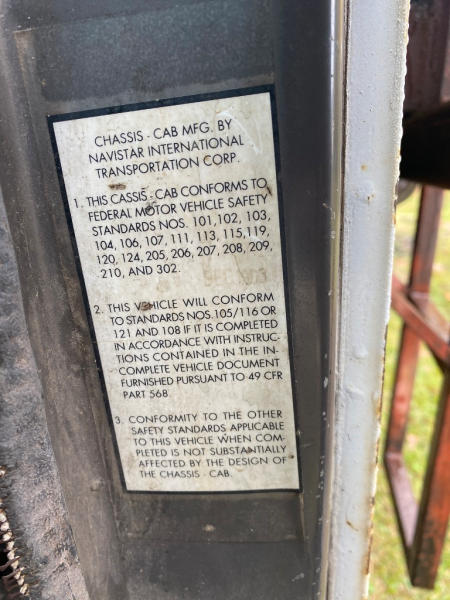 CHASSIS - CAB MFG. BY
NAVISTAR INTERNATIONAL
TRANSPORTATION CORP.
1. THIS CASSIS - CAB CONFORMS TO
FEDERAL MOTOR VEHICLE SAFETY
STANDARDS NOS. 101, 102, 103,
104, 106, 107, 111, 113, 115, 119,
120, 124, 205, 206, 207, 208, 209,
210, AND 302.
2. THIS VEHICLE WILL CONFORM
TO STANDARDS NOS. 105/116 OR
121 AND 108 IF IT IS COMPLETED
IN ACCORDANCE WITH INSTRUC-
TIONS CONTAINED IN THE IN-
COMPLETE VEHICLE DOCUMENT
FURNISHED PURSUANT TO 49 CFR
PART 568.
3. CONFORMITY TO THE OTHER
SAFETY STANDARDS APPLICABLE
TO THIS VEHICLE WHEN COM-
PLETED IS NOT SUBSTANTIALLY
AFFECTED BY THE DESIGN OF
THE CHASSIS - CAB.